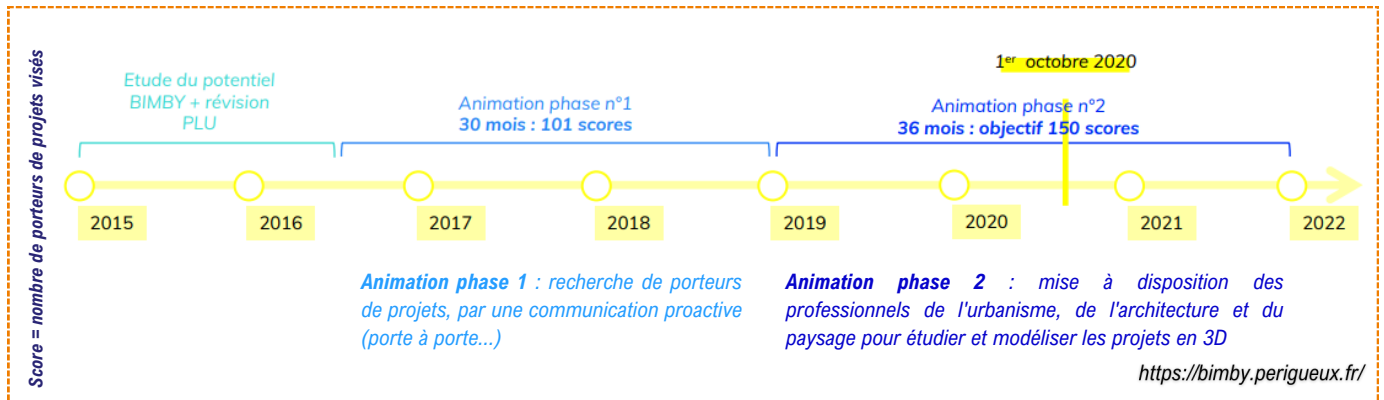 Score = nombre de porteurs de projets visés
1er octobre 2020
Etude du potentiel
BIMBY + révision
PLU
Animation phase n°1
30 mois : 101 scores
Animation phase n°2
36 mois : objectif 150 scores
2015
2016
2017
2018
2019
2020
2021
2022
Animation phase 1 : recherche de porteurs
de projets, par une communication proactive
(porte à porte...)
Animation phase 2 : mise à disposition des
professionnels de l'urbanisme, de l'architecture et du
paysage pour étudier et modéliser les projets en 3D
https://bimby.perigueux.fr/